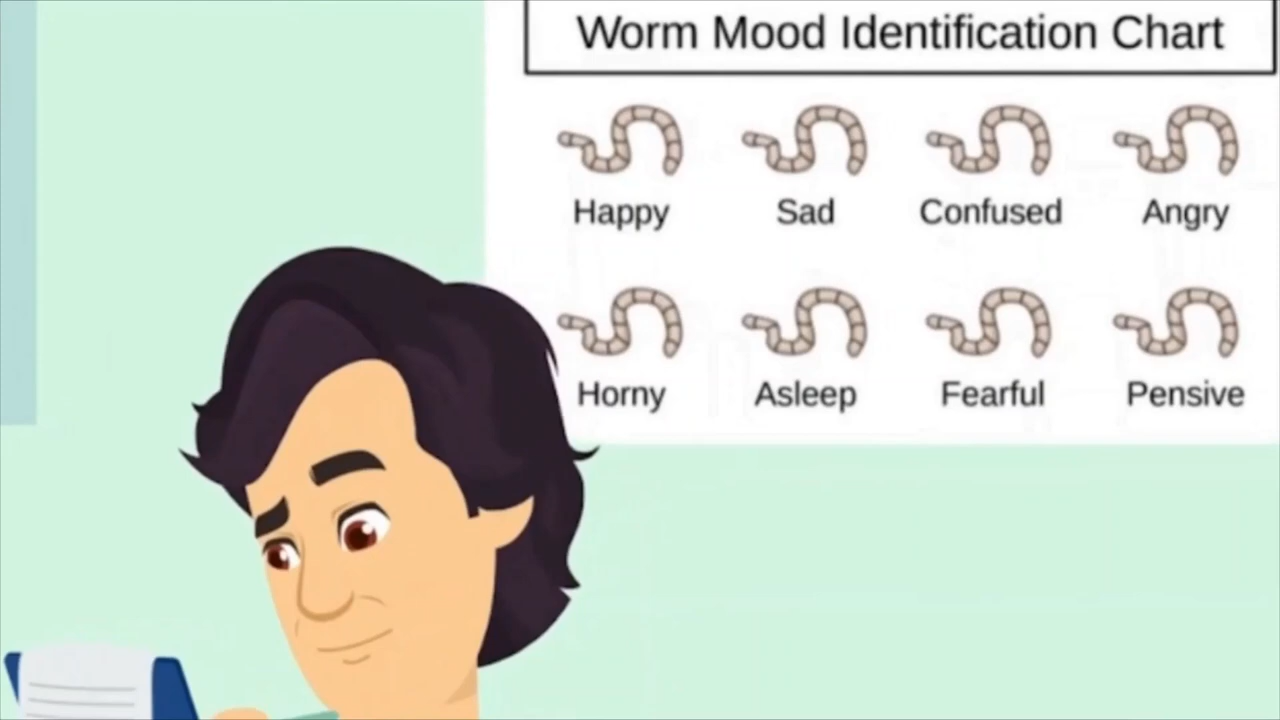 Worm Mood Identification Chart
Happy Sad Confused Angry
Horny Asleep Fearful Pensive